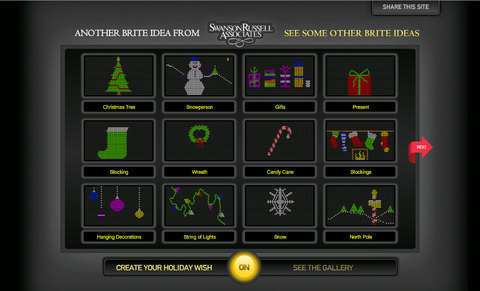 SHARE THIS SITE
ANOTHER BRITE IDEA FROM
SWANSON RUSSELL
ASSOCIATES
SEE SOME OTHER BRITE IDEAS
Christmas Tree
Snowperson
Gifts
Present
Stocking
Wreath
Candy Cane
Stockings
NEXT
Hanging Decorations
String of Lights
Snow
North Pole
CREATE YOUR HOLIDAY WISH
ON
SEE THE GALLERY